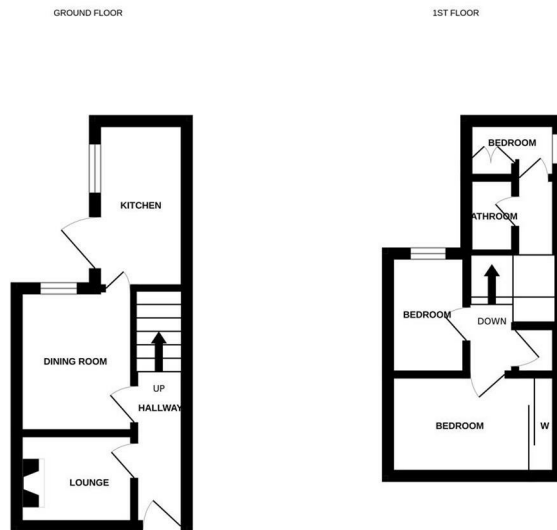 GROUND FLOOR
1ST FLOOR
KITCHEN
DINING ROOM
UP
HALLWAY
LOUNGE
BEDROOM
ATHROOM
BEDROOM
DOWN
BEDROOM
W